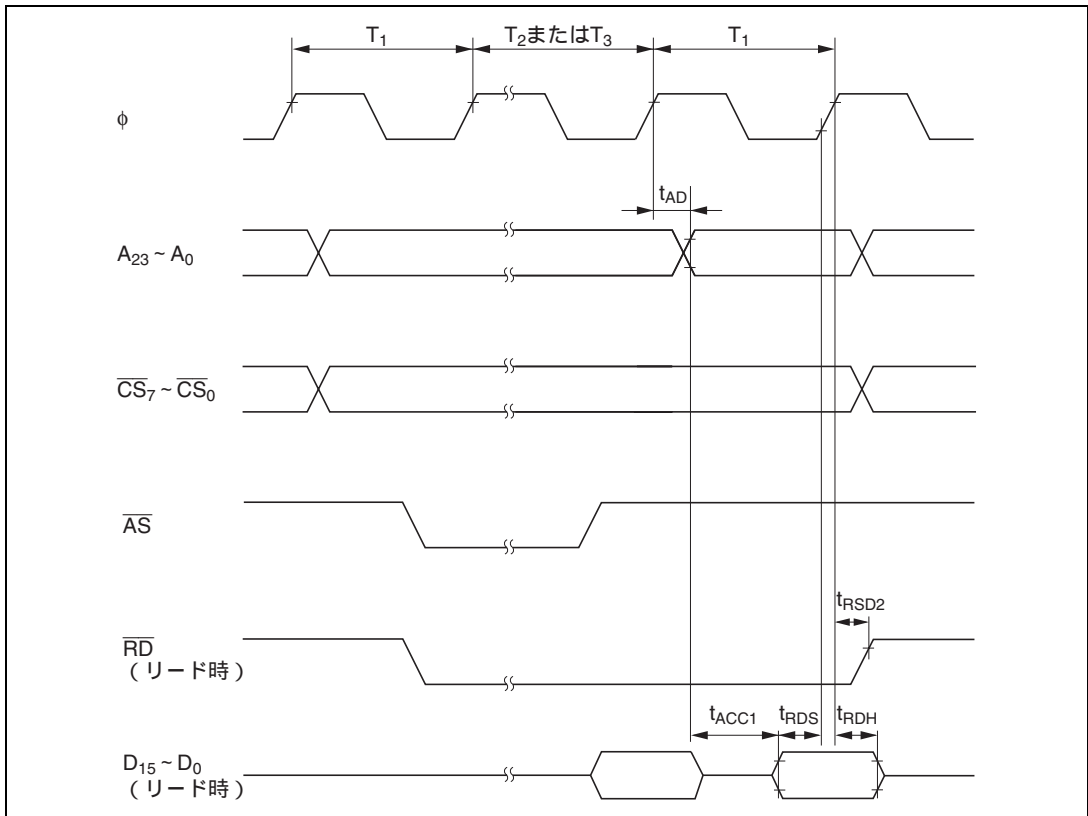 T1 T2またはT3 T1
φ
tAD
A23 ~ A0
CS7 ~ CS0
AS
tRSD2
RD
(リード時)
tACC1 tRDS tRDH
D15 ~ D0
(リード時)